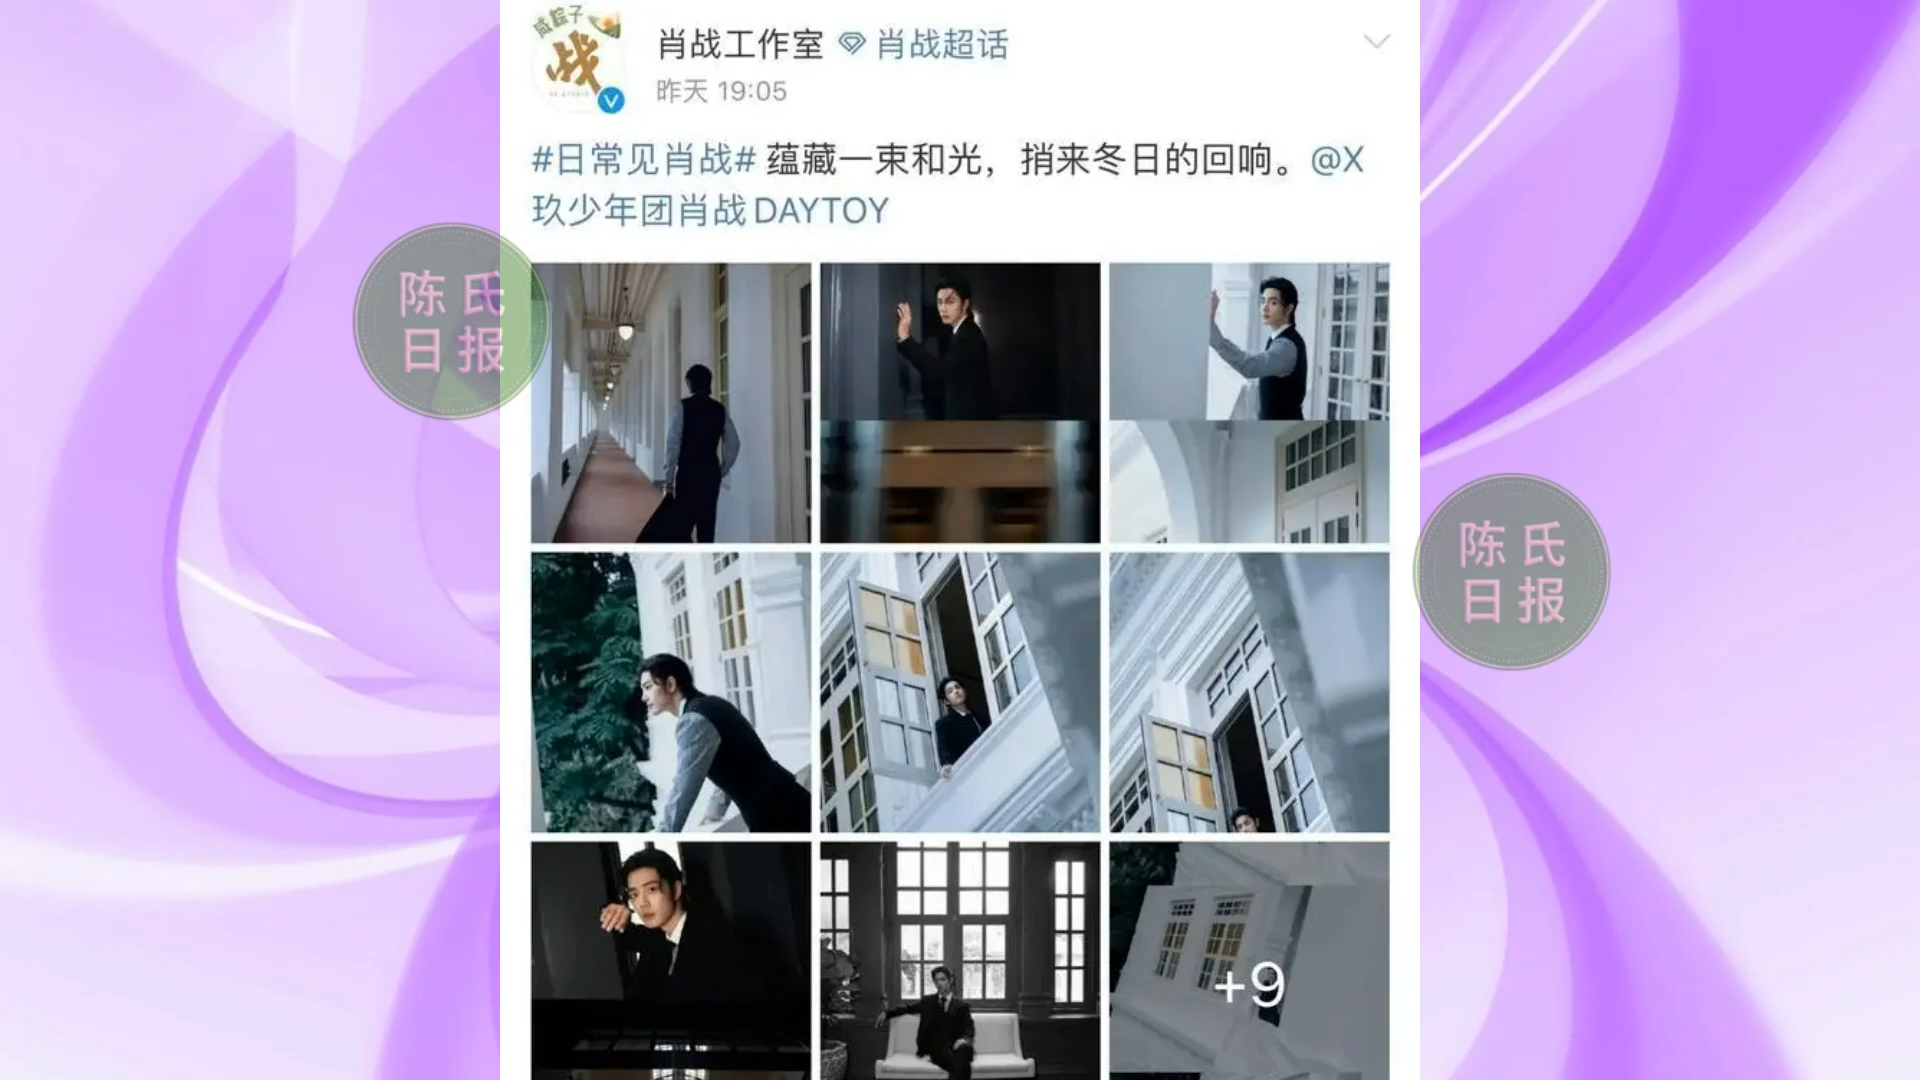 咸粽子
战
肖战工作室 肖战超话
昨天 19:05
#日常见肖战# 蕴藏一束和光，捎来冬日的回响。@X
玖少年团肖战DAYTOY
陈氏
日报
陈氏
日报
+9